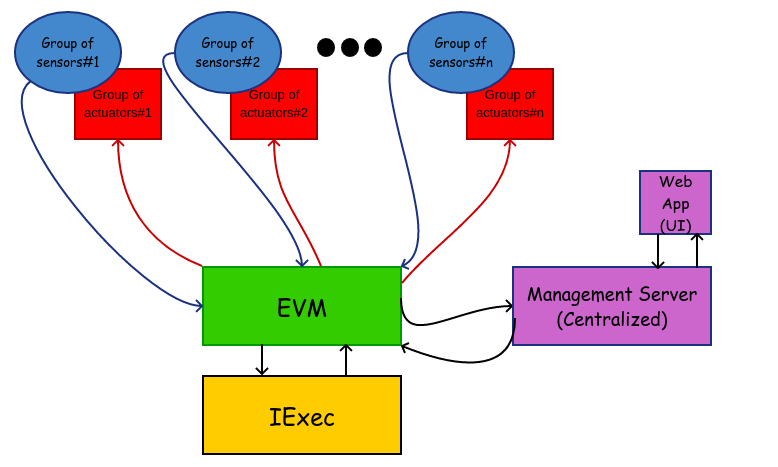 Group of
sensors#1
Group of
sensors#2
Group of
sensors#n
Group of
actuators#1
Group of
actuators#2
Group of
actuators#n
Web
App
(UI)
EVM
Management Server
(Centralized)
IExec